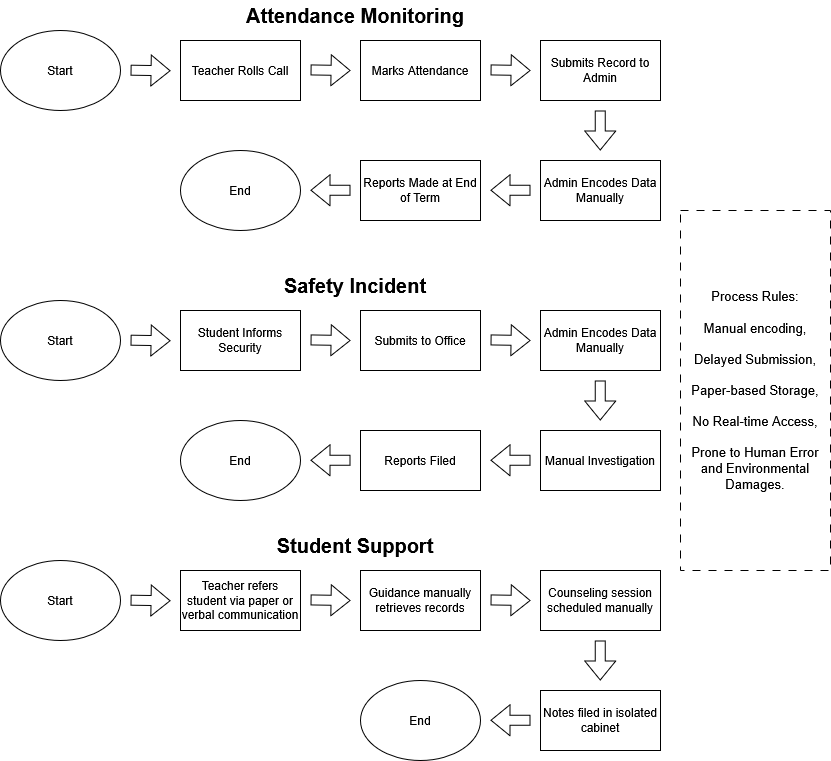 Attendance Monitoring
Start
Teacher Rolls Call
Marks Attendance
Submits Record to
Admin
Admin Encodes Data
Manually
Reports Made at End
of Term
End
Safety Incident
Start
Student Informs
Security
Submits to Office
Admin Encodes Data
Manually
Manual Investigation
Reports Filed
End
Student Support
Start
Teacher refers
student via paper or
verbal communication
Guidance manually
retrieves records
Counseling session
scheduled manually
Notes filed in isolated
cabinet
End
Process Rules:
Manual encoding,
Delayed Submission,
Paper-based Storage,
No Real-time Access,
Prone to Human Error
and Environmental
Damages.